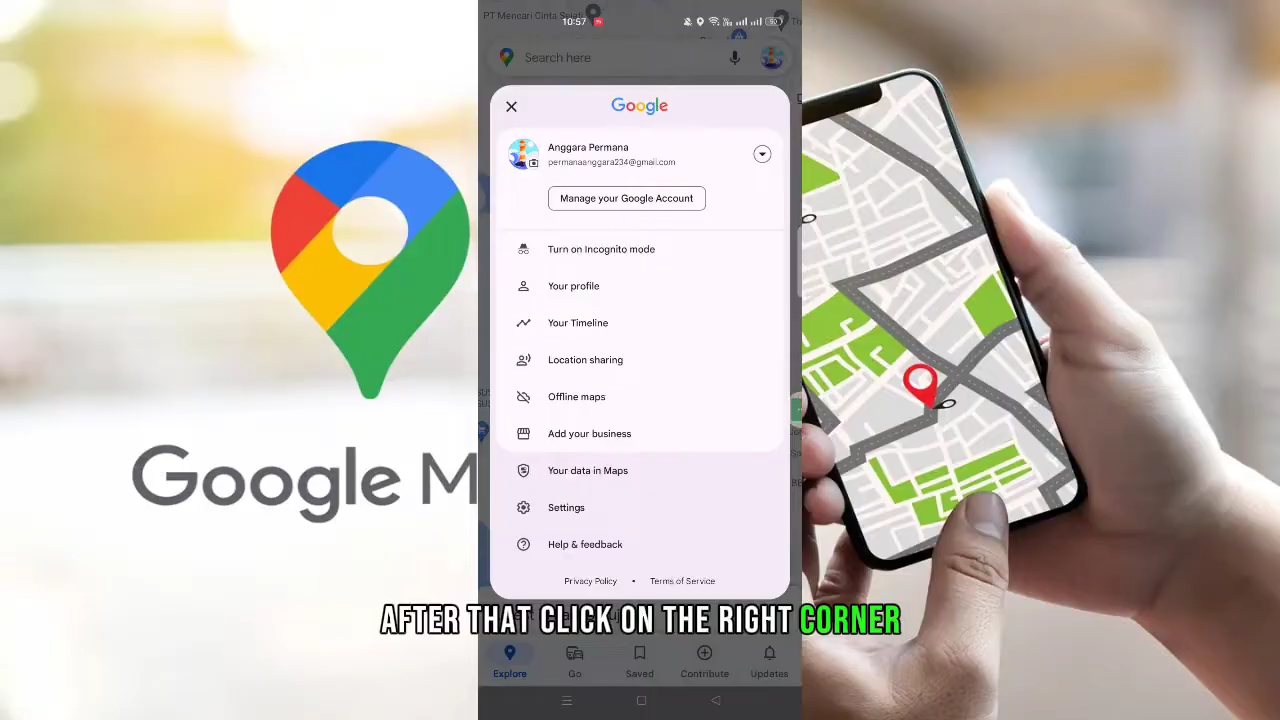 PT Mencari Cinta Sejati
10:57
Search here
Google
Anggara Permana
permanaanggara234@gmail.com
Manage your Google Account
Turn on Incognito mode
Your profile
Your Timeline
Location sharing
Offline maps
Add your business
Your data in Maps
Settings
Help & feedback
Privacy Policy • Terms of Service
Google M
AFTER THAT CLICK ON THE RIGHT CORNER
Explore
Go
Saved
Contribute
Updates